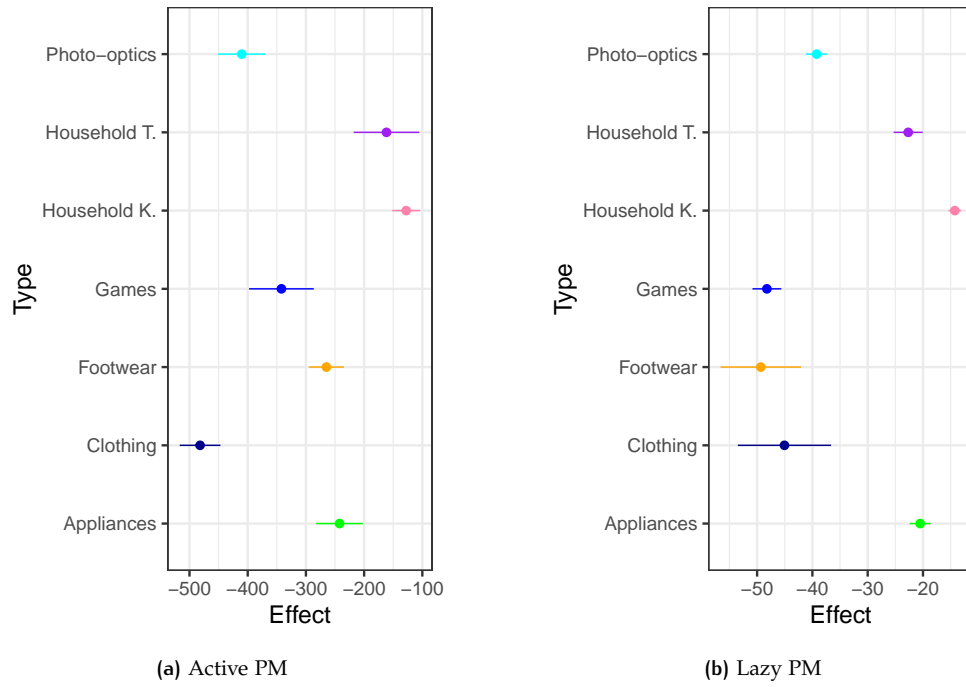 Type
Photo−optics
Household T.
Household K.
Games
Footwear
Clothing
Appliances
−500 −400 −300 −200 −100
Effect
(a) Active PM
Type
Photo−optics
Household T.
Household K.
Games
Footwear
Clothing
Appliances
−50 −40 −30 −20
Effect
(b) Lazy PM